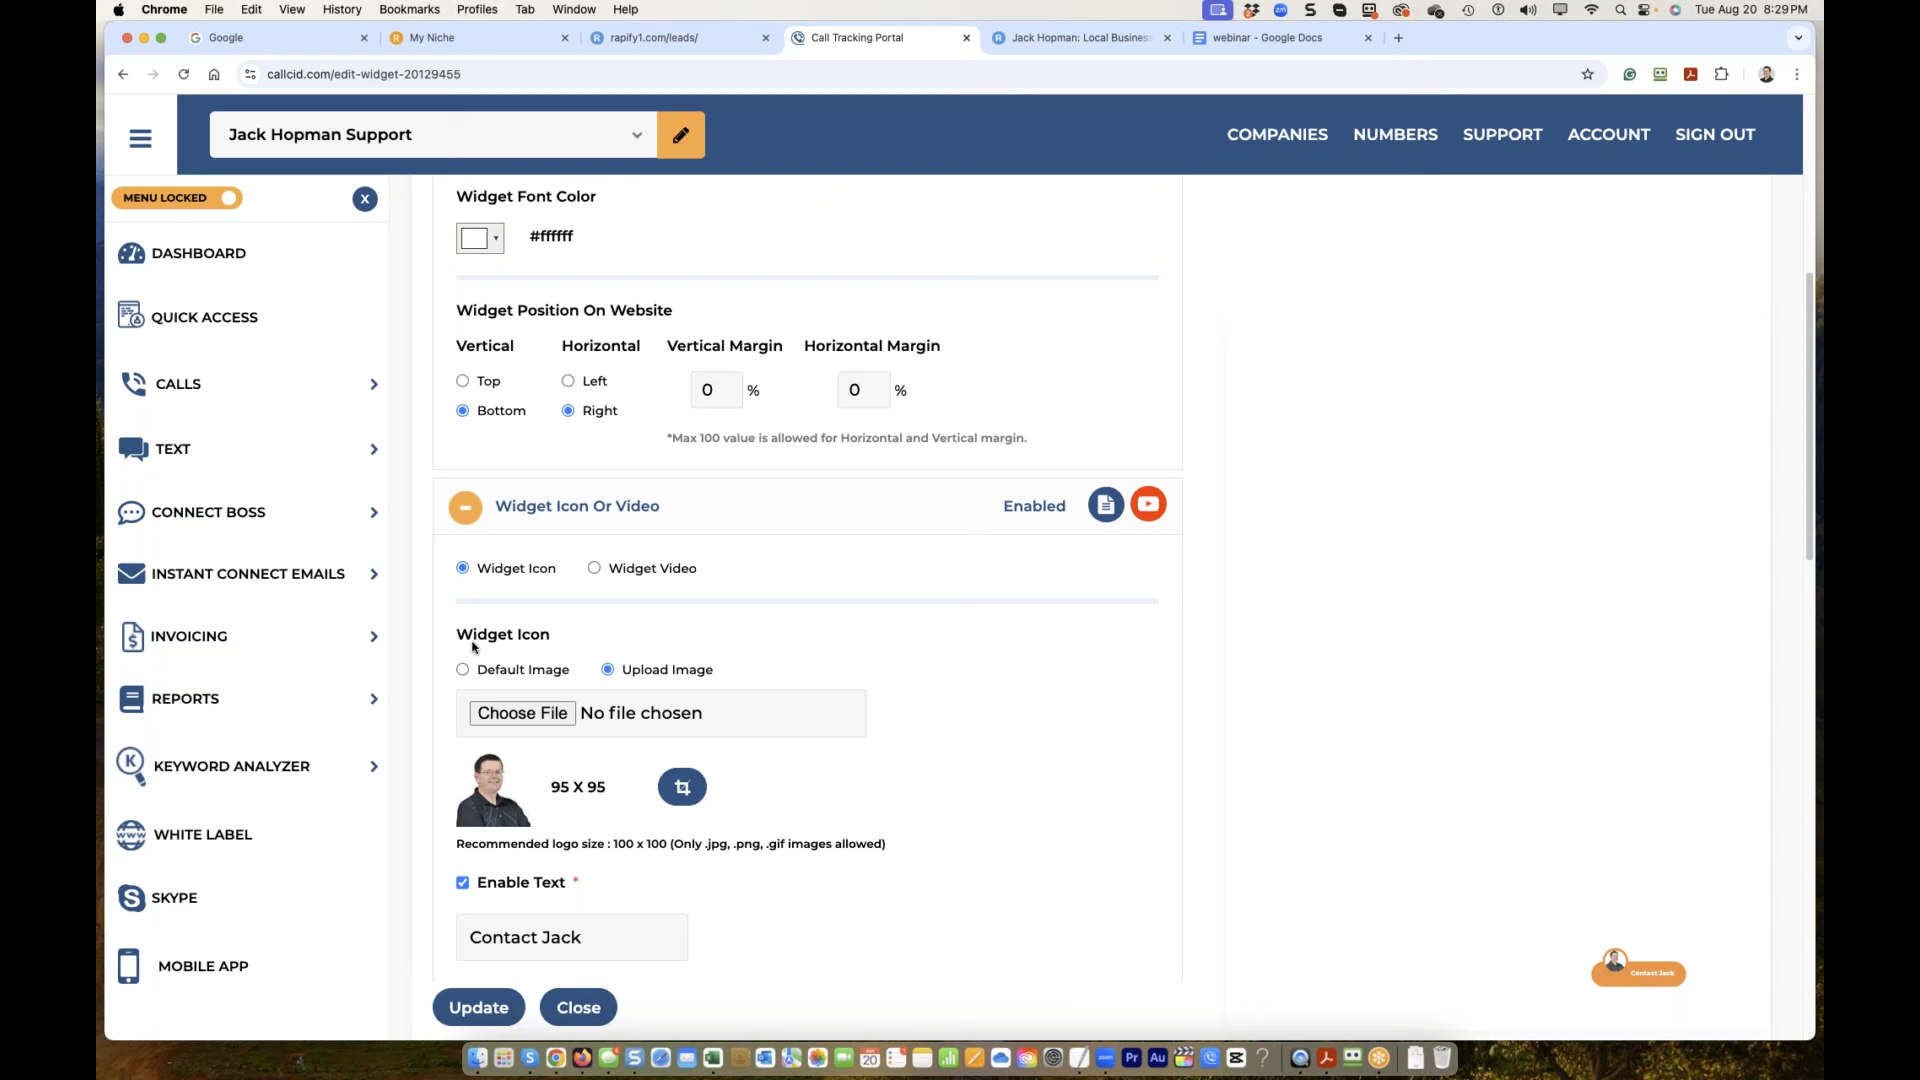 Chrome File Edit View History Bookmarks Profiles Tab Window Help Tue Aug 20 8:29 PM
Google My Niche rapify1.com/leads/ Call Tracking Portal Jack Hopman: Local Busines webinar - Google Docs
callcid.com/edit-widget-20129455
Jack Hopman Support COMPANIES NUMBERS SUPPORT ACCOUNT SIGN OUT
MENU LOCKED X
DASHBOARD
QUICK ACCESS
CALLS
TEXT
CONNECT BOSS
INSTANT CONNECT EMAILS
INVOICING
REPORTS
KEYWORD ANALYZER
WHITE LABEL
SKYPE
MOBILE APP
Widget Font Color
#ffffff
Widget Position On Website
Vertical Horizontal Vertical Margin Horizontal Margin
Top Left 0 % 0 %
Bottom Right
*Max 100 value is allowed for Horizontal and Vertical margin.
Widget Icon Or Video Enabled
Widget Icon Widget Video
Widget Icon
Default Image Upload Image
Choose File No file chosen
95 X 95
Recommended logo size : 100 x 100 (Only .jpg, .png, .gif images allowed)
Enable Text *
Contact Jack
Contact Jack
Update Close